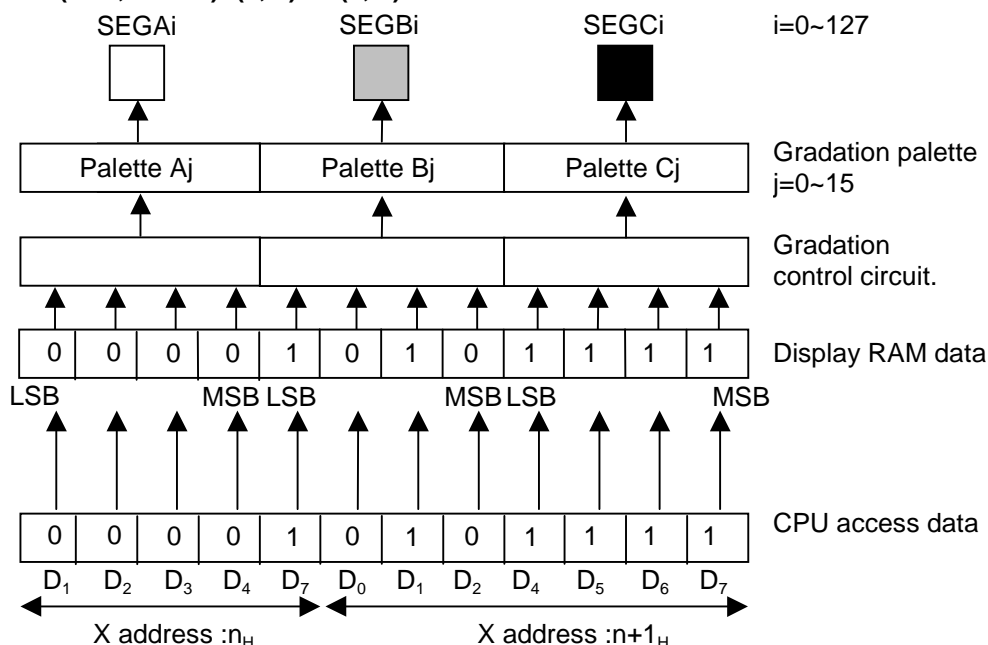 SEGAi SEGBi SEGCi i=0~127
Palette Aj Palette Bj Palette Cj Gradation palette
j=0~15
Gradation
control circuit.
0 0 0 0 1 0 1 0 1 1 1 1 Display RAM data
LSB MSB LSB MSB LSB MSB
0 0 0 0 1 0 1 0 1 1 1 1 CPU access data
D1 D2 D3 D4 D7 D0 D1 D2 D4 D5 D6 D7
X address :nH X address :n+1H